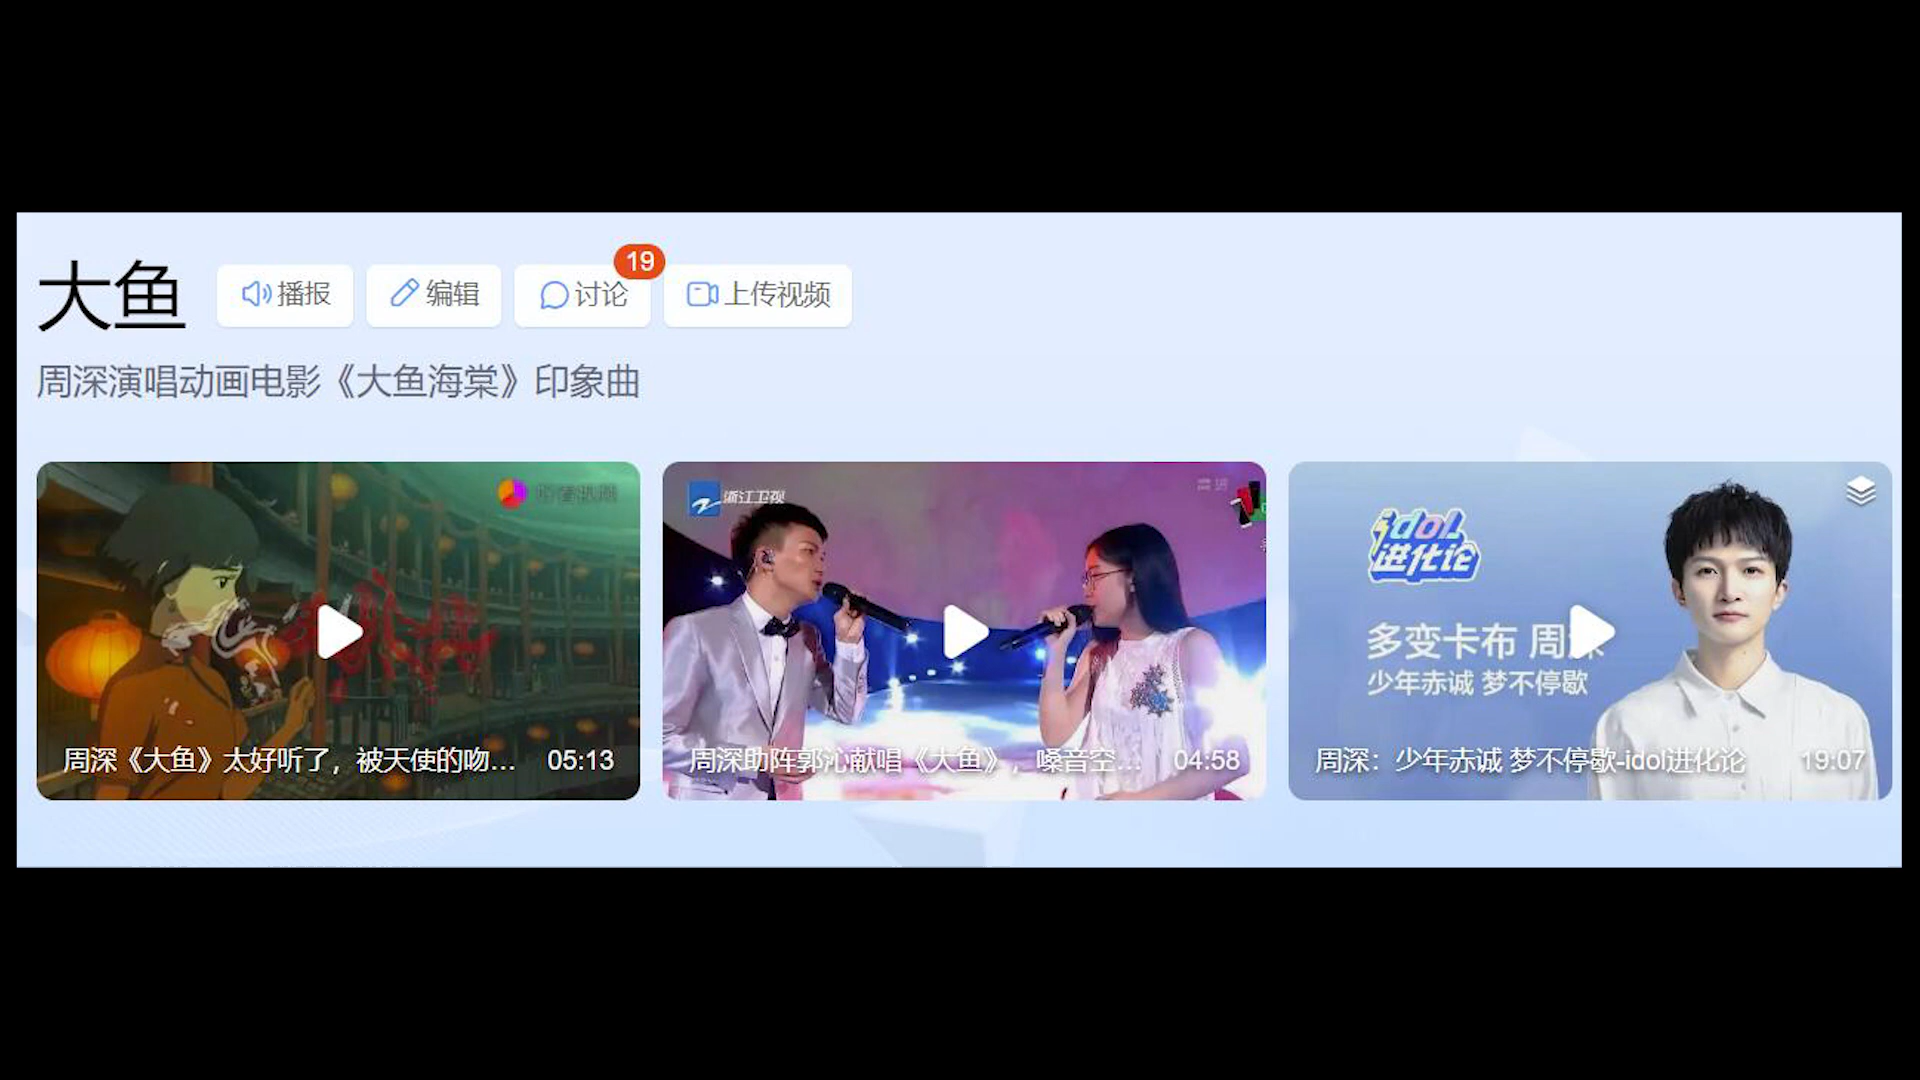 大鱼
播报
编辑
讨论
19
上传视频
周深演唱动画电影《大鱼海棠》印象曲
周深《大鱼》太好听了，被天使的吻...
05:13
浙江卫视
周深助阵郭沁献唱《大鱼》，嗓音空...
04:58
idol
进化论
多变卡布 周深
少年赤诚 梦不停歇
周深：少年赤诚 梦不停歇-idol进化论
19:07